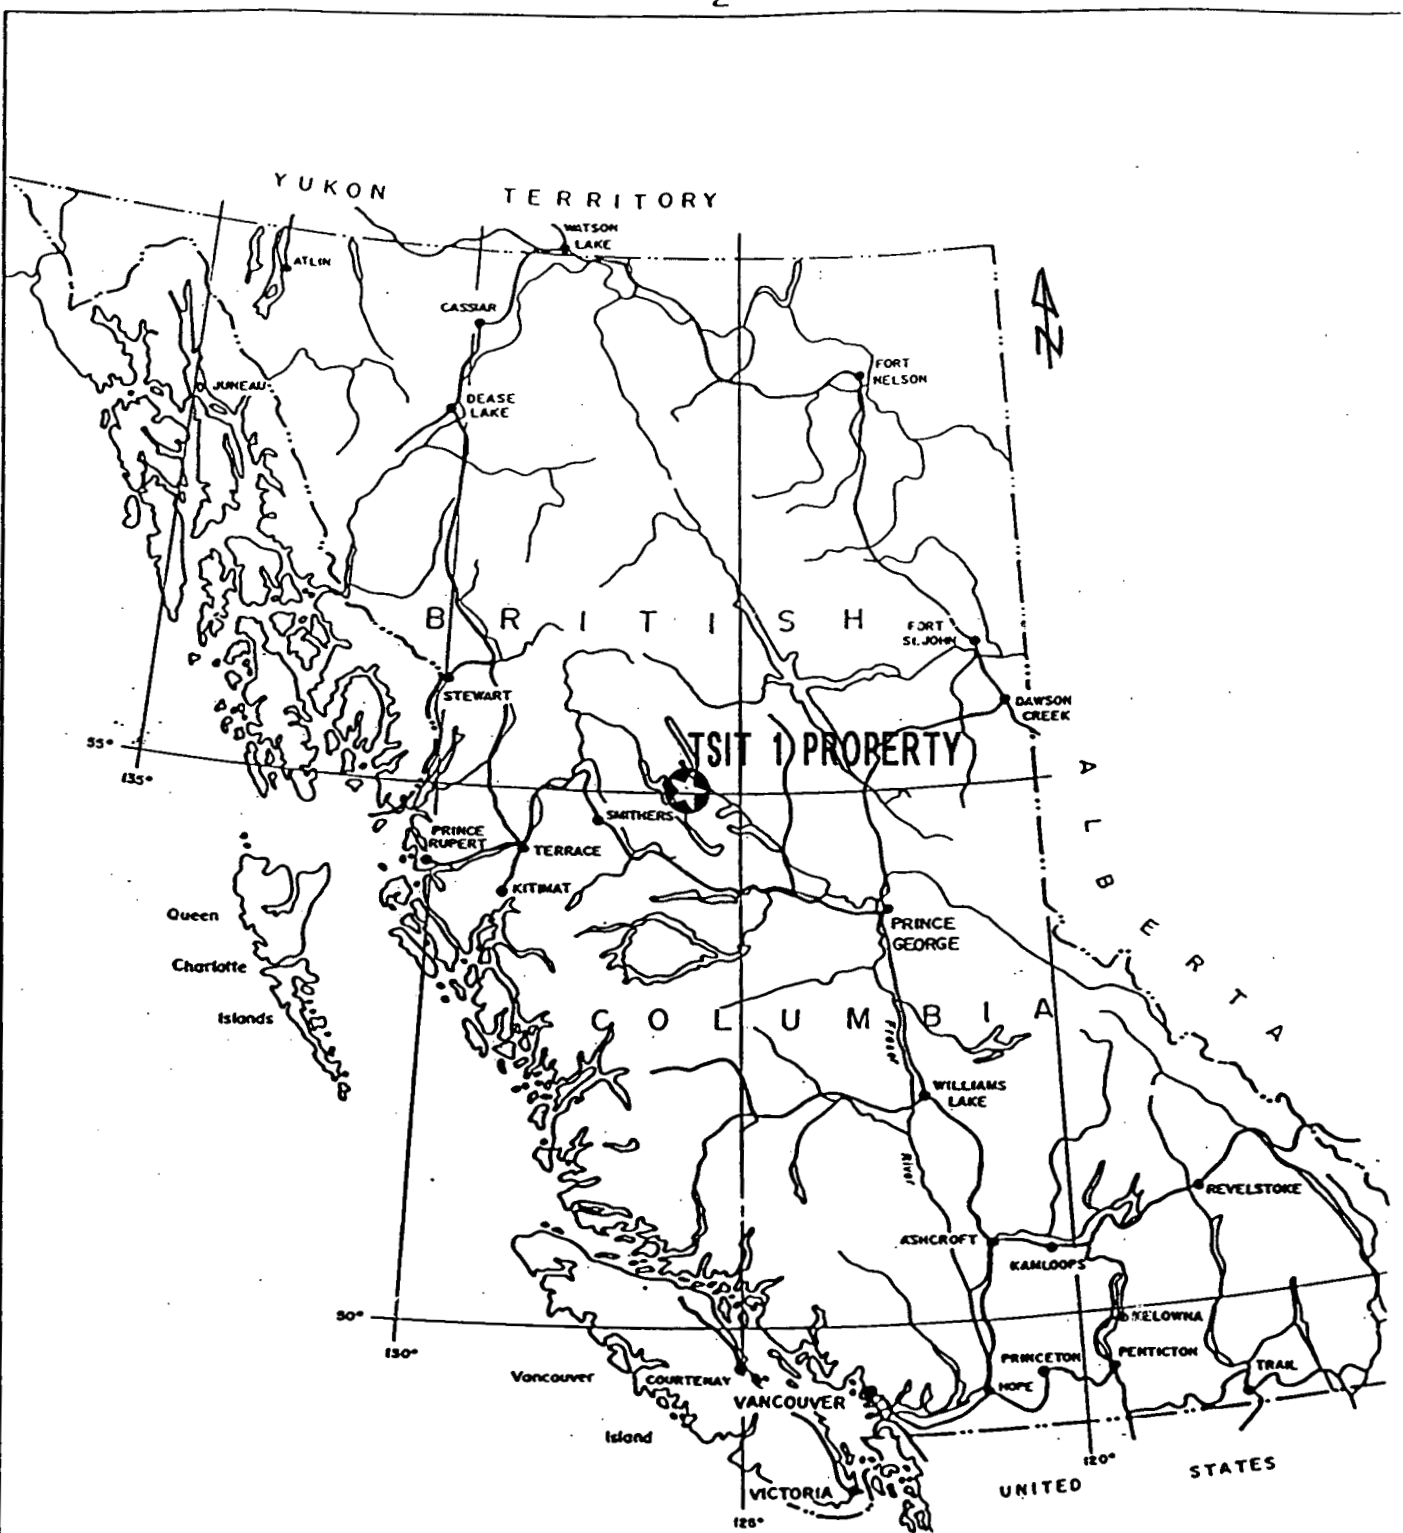 2
YUKON TERRITORY
WATSON
LAKE
ATLIN
CASSIAR
N
JUNEAU
FORT
NELSON
DEASE
LAKE
BRITISH
FORT
St. JOHN
STEWART
DAWSON
CREEK
TSIT 1 PROPERTY
55°
135°
ALBERTA
SMITHERS
PRINCE
RUPERT
TERRACE
KITIMAT
Queen
Charlotte
Islands
PRINCE
GEORGE
COLUMBIA
Fraser
River
WILLIAMS
LAKE
REVELSTOKE
ASHCROFT
KAMLOOPS
50°
130°
KELOWNA
PRINCETON
PENTICTON
TRAIL
HOPE
Vancouver
Island
COURTENAY
VANCOUVER
VICTORIA
120°
UNITED STATES
126°